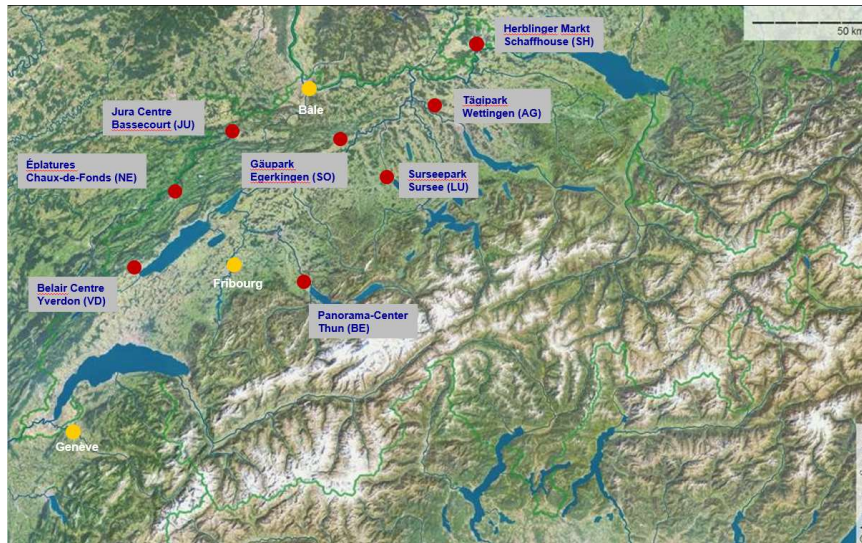 Herblinger Markt
Schaffhouse (SH)
50 km
Bâle
Tägipark
Wettingen (AG)
Jura Centre
Bassecourt (JU)
Gäupark
Egerkingen (SO)
Éplatures
Chaux-de-Fonds (NE)
Surseepark
Sursee (LU)
Belair Centre
Yverdon (VD)
Fribourg
Panorama-Center
Thun (BE)
Genève